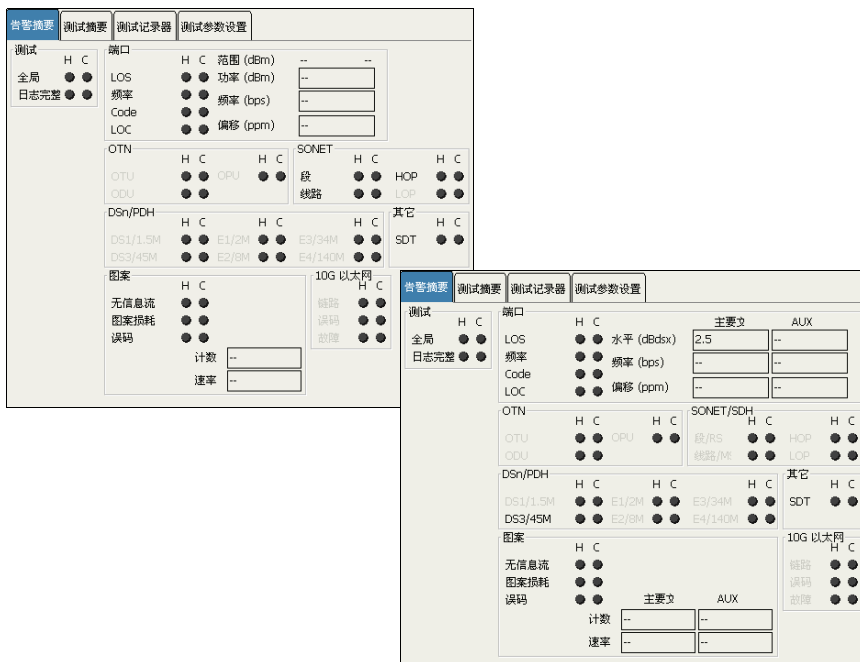 告警摘要 测试摘要 测试记录器 测试参数设置
测试
H C
全局
日志完整
端口
H C 范围 (dBm) -- --
LOS 功率 (dBm) --
频率 频率 (bps) --
Code
LOC 偏移 (ppm) --
OTN
H C H C
OTU OPU
ODU
SONET
H C H C
段 HOP
线路 LOP
DSn/PDH
H C
DS1/1.5M E1/2M H C E3/34M H C
DS3/45M E2/8M E4/140M
其它
H C
SDT
图案
H C
无信息流
图案损耗
误码
计数 --
速率 --
10G 以太网
H C
链路
误码
故障
告警摘要 测试摘要 测试记录器 测试参数设置
测试
H C
全局
日志完整
端口
H C 主要文 AUX
LOS 水平 (dBdsx) 2.5 --
频率 频率 (bps) -- --
Code
LOC 偏移 (ppm) -- --
OTN
H C H C
OTU OPU
ODU
SONET/SDH
H C H C
段/RS HOP
线路/M LOP
DSn/PDH
H C H C H C
DS1/1.5M E1/2M E3/34M
DS3/45M E2/8M E4/140M
其它
H C
SDT
图案
H C
无信息流
图案损耗
误码 主要文 AUX
计数 -- --
速率 -- --
10G 以太网
H C
链路
误码
故障